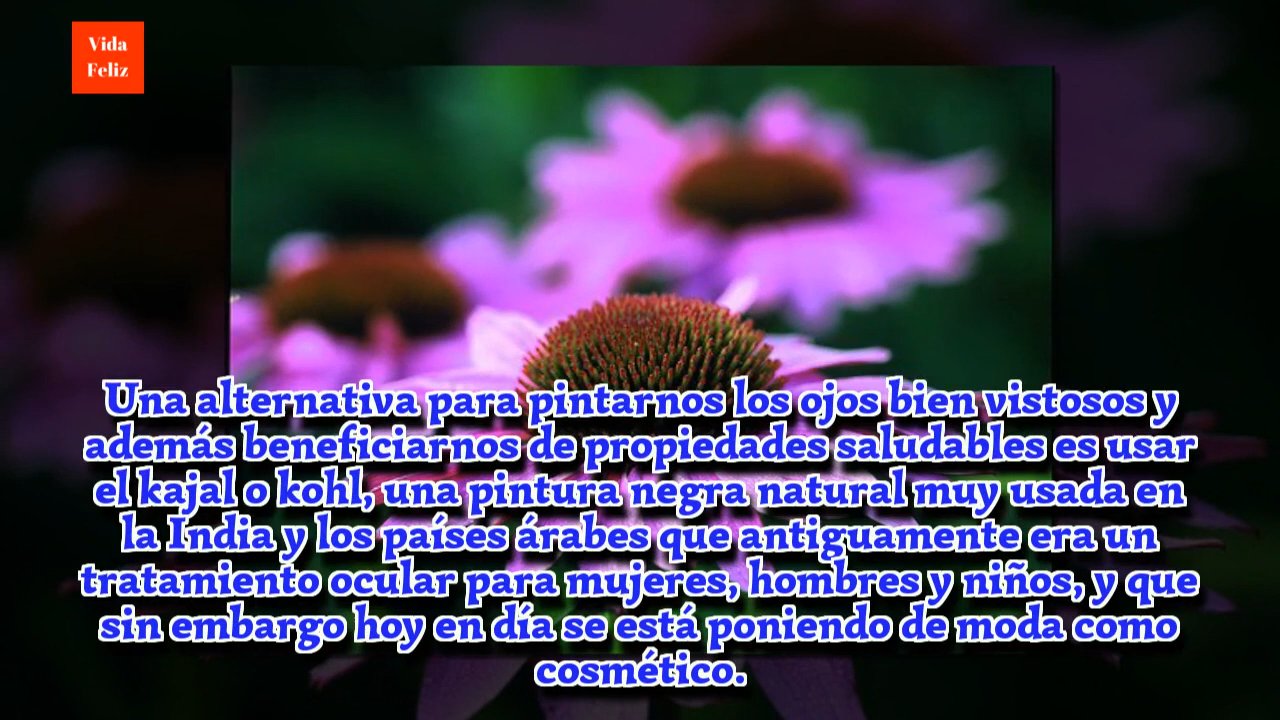 Vida
Feliz
Una alternativa para pintarnos los ojos bien vistosos y
además beneficiarnos de propiedades saludables es usar
el kajal o kohl, una pintura negra natural muy usada en
la India y los países árabes que antiguamente era un
tratamiento ocular para mujeres, hombres y niños, y que
sin embargo hoy en día se está poniendo de moda como
cosmético.